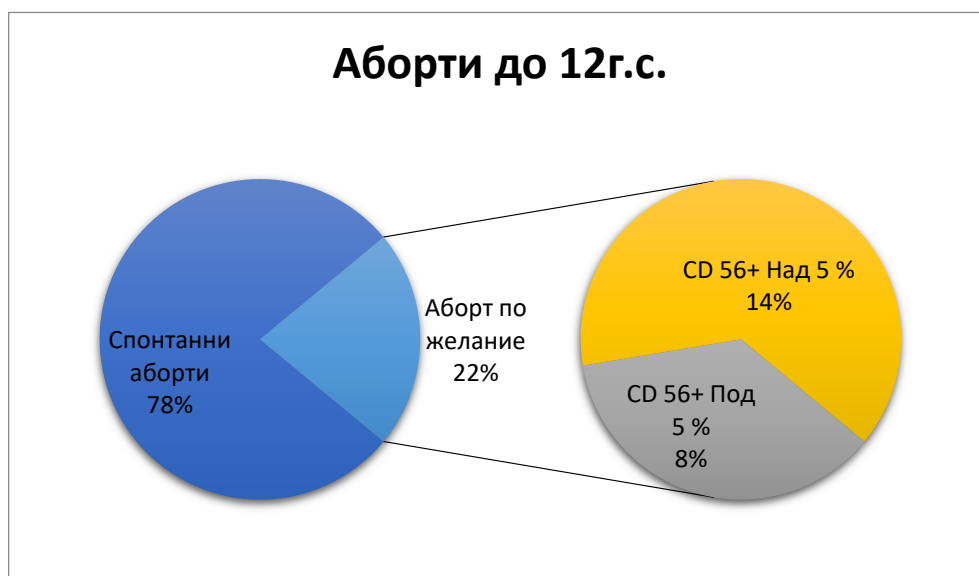 Аборти до 12г.с.
Спонтанни
аборти
78%
Аборт по
желание
22%
CD 56+ Над 5 %
14%
CD 56+ Под
5 %
8%